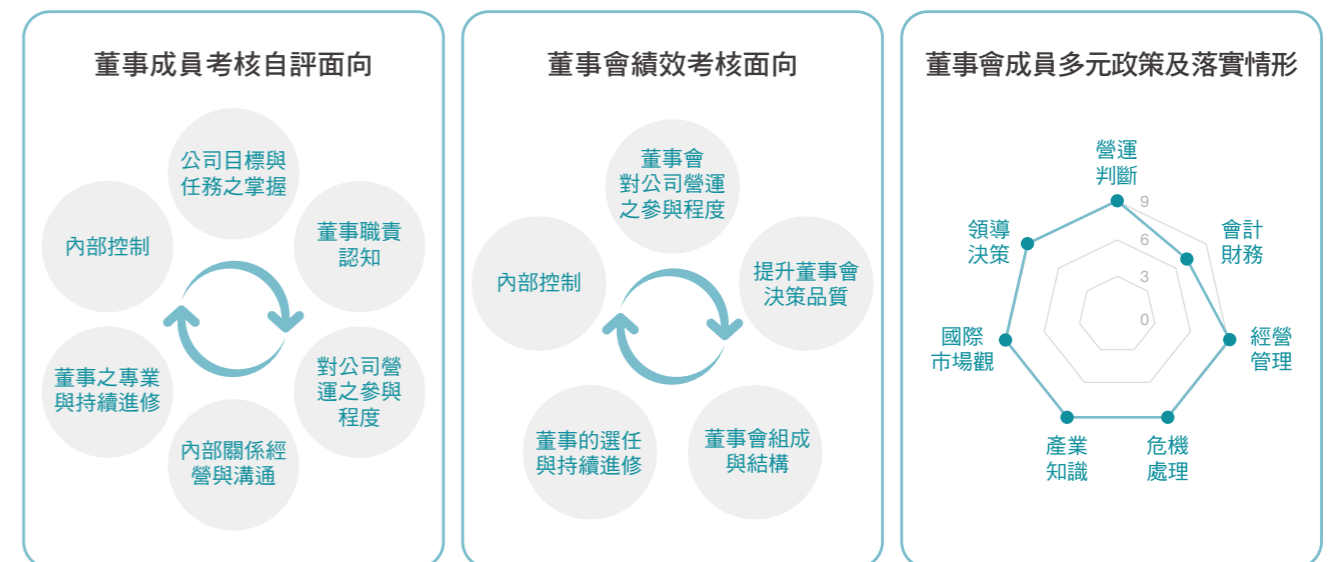 董事成員考核自評面向
公司目標與
任務之掌握
董事職責
認知
對公司營
運之參與
程度
內部關係經
營與溝通
董事之專業
與持續進修
內部控制
董事會績效考核面向
董事會
對公司營運
之參與程度
提升董事會
決策品質
董事會組成
與結構
董事的選任
與持續進修
內部控制
董事會成員多元政策及落實情形
營運
判斷
9
6
3
0
會計
財務
經營
管理
危機
處理
產業
知識
國際
市場觀
領導
決策